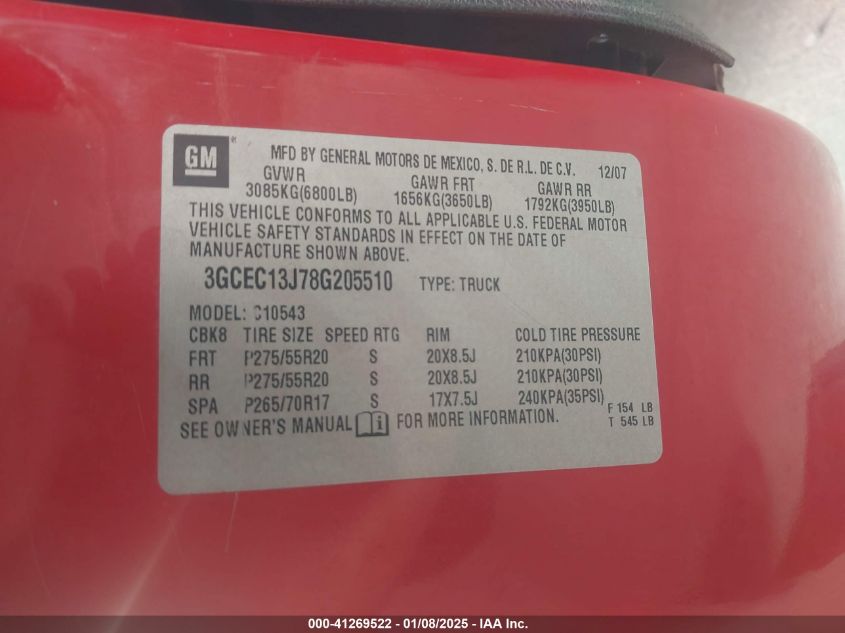 GM
MFD BY GENERAL MOTORS DE MEXICO, S. DE R.L. DE C.V. 12/07
GVWR GAWR FRT GAWR RR
3085KG(6800LB) 1656KG(3650LB) 1792KG(3950LB)
THIS VEHICLE CONFORMS TO ALL APPLICABLE U.S. FEDERAL MOTOR
VEHICLE SAFETY STANDARDS IN EFFECT ON THE DATE OF
MANUFACTURE SHOWN ABOVE.
3GCEC13J78G205510 TYPE: TRUCK
MODEL: C10543
CBK8 TIRE SIZE SPEED RTG RIM COLD TIRE PRESSURE
FRT P275/55R20 S 20X8.5J 210KPA(30PSI)
RR P275/55R20 S 20X8.5J 210KPA(30PSI)
SPA P265/70R17 S 17X7.5J 240KPA(35PSI)
F 154 LB
T 545 LB
SEE OWNER'S MANUAL i FOR MORE INFORMATION.
000-41269522 - 01/08/2025 - IAA Inc.